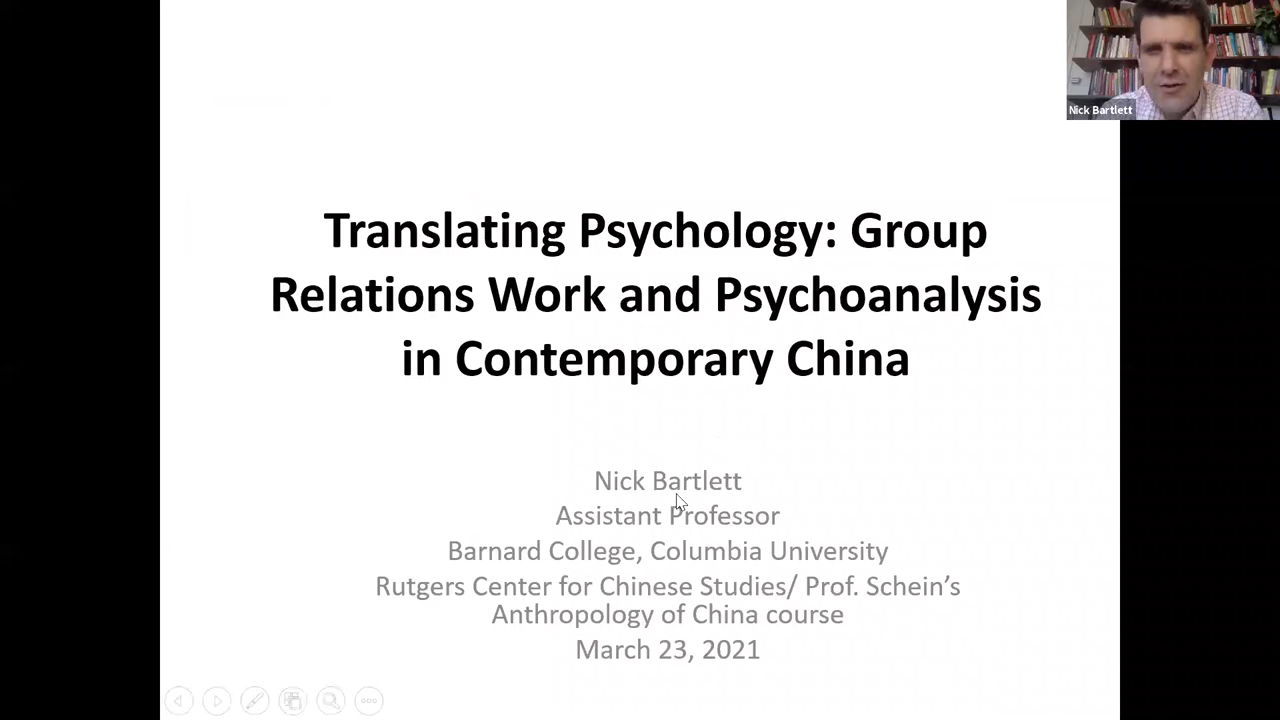 Nick Bartlett
Translating Psychology: Group
Relations Work and Psychoanalysis
in Contemporary China
Nick Bartlett
Assistant Professor
Barnard College, Columbia University
Rutgers Center for Chinese Studies/ Prof. Schein’s
Anthropology of China course
March 23, 2021